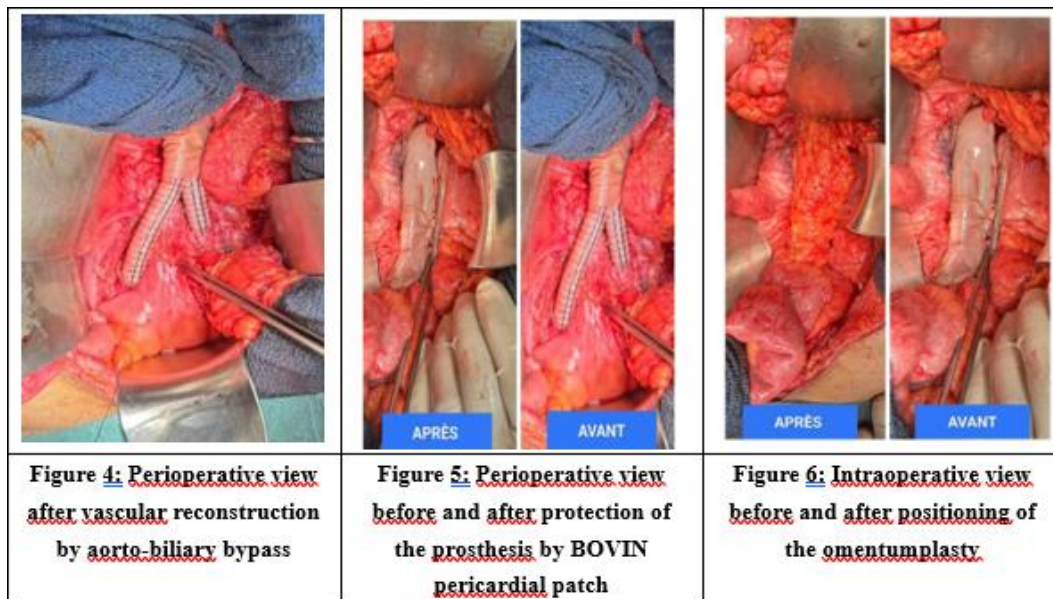 APRÈS
AVANT
APRÈS
AVANT
Figure 4: Perioperative view
after vascular reconstruction
by aorto-biliary bypass
Figure 5: Perioperative view
before and after protection of
the prosthesis by BOVIN
pericardial patch
Figure 6: Intraoperative view
before and after positioning of
the omentumplasty